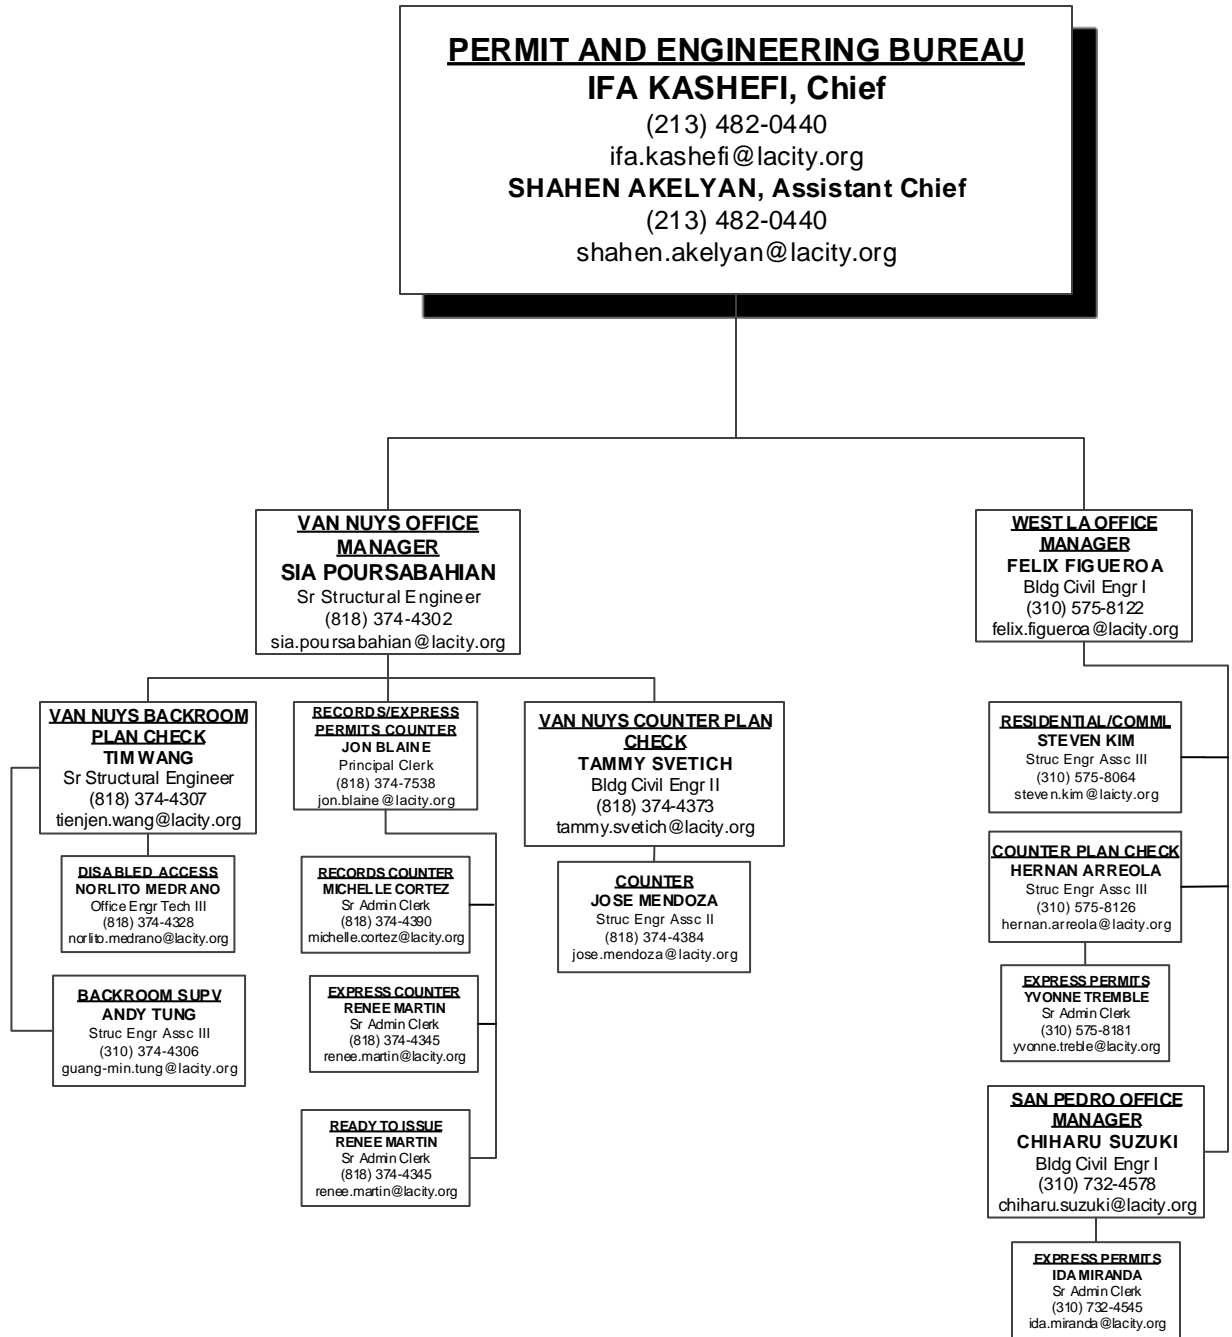 PERMIT AND ENGINEERING BUREAU
IFA KASHEFI, Chief
(213) 482-0440
ifa.kashefi@lacity.org
SHAHEN AKELYAN, Assistant Chief
(213) 482-0440
shahen.akelyan@lacity.org
VAN NUYS OFFICE
MANAGER
SIA POURSABAHIAN
Sr Structural Engineer
(818) 374-4302
sia.poursabahian@lacity.org
WEST LA OFFICE
MANAGER
FELIX FIGUEROA
Bldg Civil Engr I
(310) 575-8122
felix.figueroa@lacity.org
VAN NUYS BACKROOM
PLAN CHECK
TIM WANG
Sr Structural Engineer
(818) 374-4307
tienjen.wang@lacity.org
DISABLED ACCESS
NORLITO MEDRANO
Office Engr Tech III
(818) 374-4328
norlito.medrano@lacity.org
BACKROOM SUPV
ANDY TUNG
Struc Engr Assc III
(310) 374-4306
guang-min.tung@lacity.org
RECORDS/EXPRESS
PERMITS COUNTER
JON BLAINE
Principal Clerk
(818) 374-7538
jon.blaine@lacity.org
RECORDS COUNTER
MICHELLE CORTEZ
Sr Admin Clerk
(818) 374-4390
michelle.cortez@lacity.org
EXPRESS COUNTER
RENEE MARTIN
Sr Admin Clerk
(818) 374-4345
renee.martin@lacity.org
READY TO ISSUE
RENEE MARTIN
Sr Admin Clerk
(818) 374-4345
renee.martin@lacity.org
VAN NUYS COUNTER PLAN
CHECK
TAMMY SVETICH
Bldg Civil Engr II
(818) 374-4373
tammy.svetich@lacity.org
COUNTER
JOSE MENDOZA
Struc Engr Assc II
(818) 374-4384
jose.mendoza@lacity.org
RESIDENTIAL/COMML
STEVEN KIM
Struc Engr Assc III
(310) 575-8064
steven.kim@laicty.org
COUNTER PLAN CHECK
HERNAN ARREOLA
Struc Engr Assc III
(310) 575-8126
hernan.arreola@lacity.org
EXPRESS PERMITS
YVONNE TREMBLE
Sr Admin Clerk
(310) 575-8181
yvonne.treble@lacity.org
SAN PEDRO OFFICE
MANAGER
CHIHARU SUZUKI
Bldg Civil Engr I
(310) 732-4578
chiharu.suzuki@lacity.org
EXPRESS PERMITS
IDA MIRANDA
Sr Admin Clerk
(310) 732-4545
ida.miranda@lacity.org